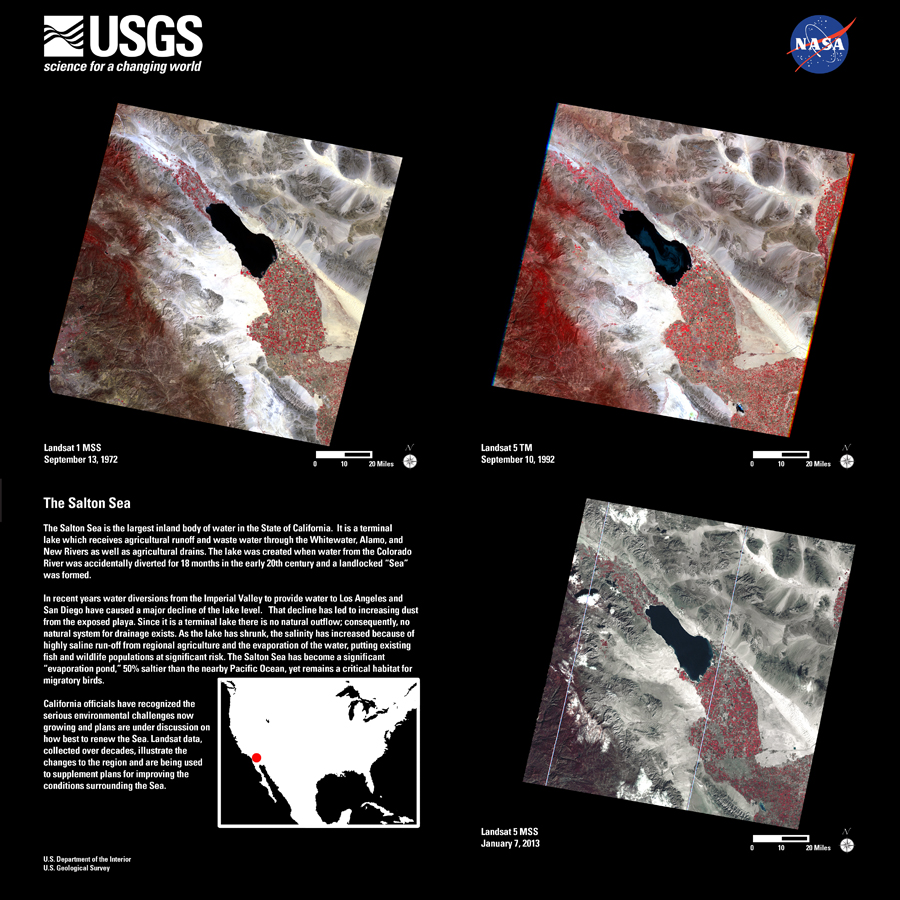 USGS
science for a changing world
NASA
Landsat 1 MSS
September 13, 1972
N
0 10 20 Miles
Landsat 5 TM
September 10, 1992
N
0 10 20 Miles
The Salton Sea
The Salton Sea is the largest inland body of water in the State of California. It is a terminal
lake which receives agricultural runoff and waste water through the Whitewater, Alamo, and
New Rivers as well as agricultural drains. The lake was created when water from the Colorado
River was accidentally diverted for 18 months in the early 20th century and a landlocked "Sea"
was formed.
In recent years water diversions from the Imperial Valley to provide water to Los Angeles and
San Diego have caused a major decline of the lake level. That decline has led to increasing dust
from the exposed playa. Since it is a terminal lake there is no natural outflow; consequently, no
natural system for drainage exists. As the lake has shrunk, the salinity has increased because of
highly saline run-off from regional agriculture and the evaporation of the water, putting existing
fish and wildlife populations at significant risk. The Salton Sea has become a significant
"evaporation pond," 50% saltier than the nearby Pacific Ocean, yet remains a critical habitat for
migratory birds.
California officials have recognized the
serious environmental challenges now
growing and plans are under discussion on
how best to renew the Sea. Landsat data,
collected over decades, illustrate the
changes to the region and are being used
to supplement plans for improving the
conditions surrounding the Sea.
Landsat 5 MSS
January 7, 2013
N
0 10 20 Miles
U.S. Department of the Interior
U.S. Geological Survey